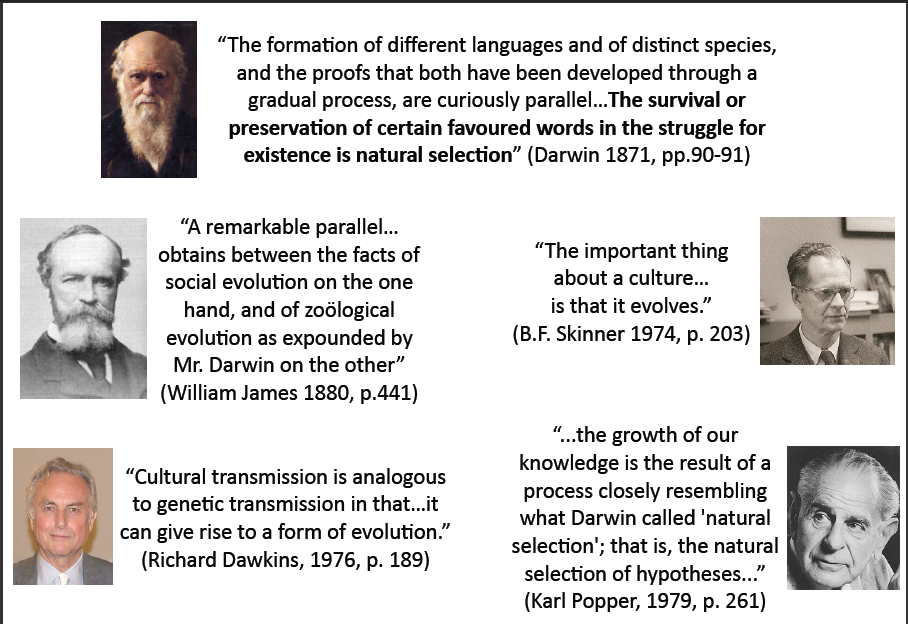 “The formation of different languages and of distinct species,
and the proofs that both have been developed through a
gradual process, are curiously parallel...The survival or
preservation of certain favoured words in the struggle for
existence is natural selection” (Darwin 1871, pp.90-91)
“A remarkable parallel...
obtains between the facts of
social evolution on the one
hand, and of zoölogical
evolution as expounded by
Mr. Darwin on the other”
(William James 1880, p.441)
“The important thing
about a culture...
is that it evolves.”
(B.F. Skinner 1974, p. 203)
“Cultural transmission is analogous
to genetic transmission in that...it
can give rise to a form of evolution.”
(Richard Dawkins, 1976, p. 189)
“...the growth of our
knowledge is the result of a
process closely resembling
what Darwin called 'natural
selection'; that is, the natural
selection of hypotheses...”
(Karl Popper, 1979, p. 261)